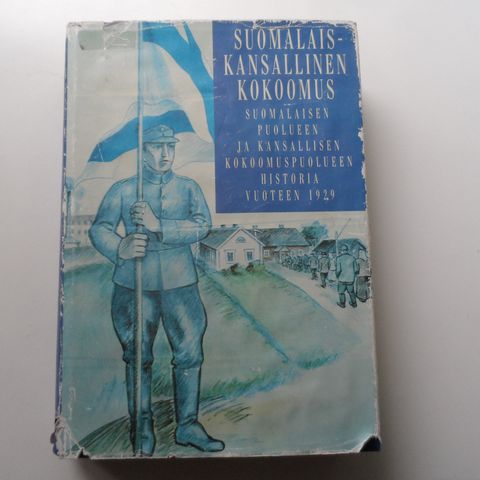 SUOMALAIS-
KANSALLINEN
KOKOOMUS
SUOMALAISEN
PUOLUEEN
JA KANSALLISEN
KOKOOMUSPUOLUEEN
HISTORIA
VUOTEEN 1929